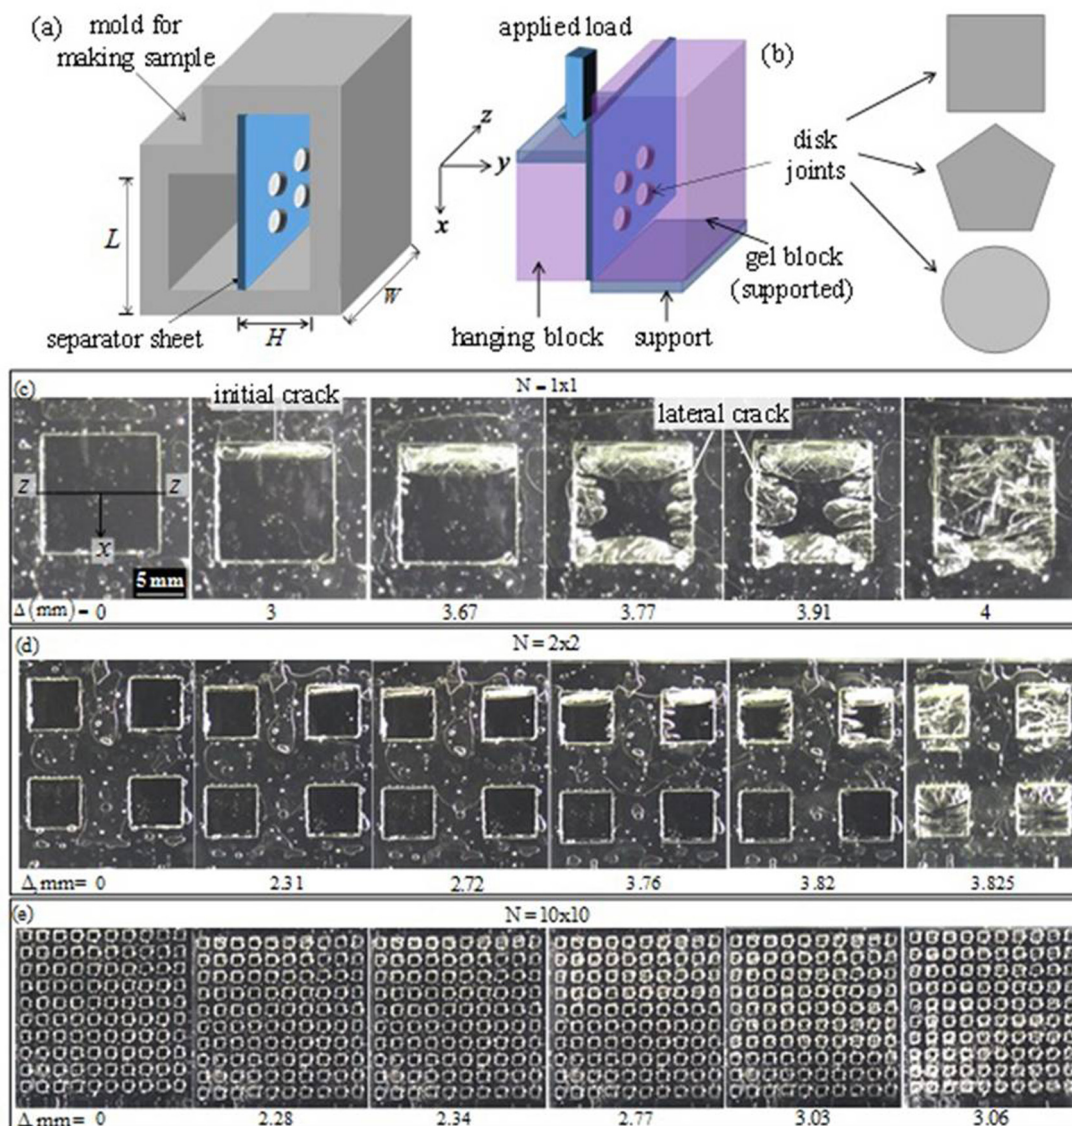 (a)
mold for
making sample
L
separator sheet
H
W
z
y
x
applied load
(b)
disk
joints
gel block
(supported)
hanging block
support
(c)
N = 1x1
initial crack
lateral crack
z z
x
5 mm
Δ(mm) = 0 3 3.67 3.77 3.91 4
(d)
N = 2x2
Δ, mm= 0 2.31 2.72 3.76 3.82 3.825
(e)
N = 10x10
Δ, mm= 0 2.28 2.34 2.77 3.03 3.06